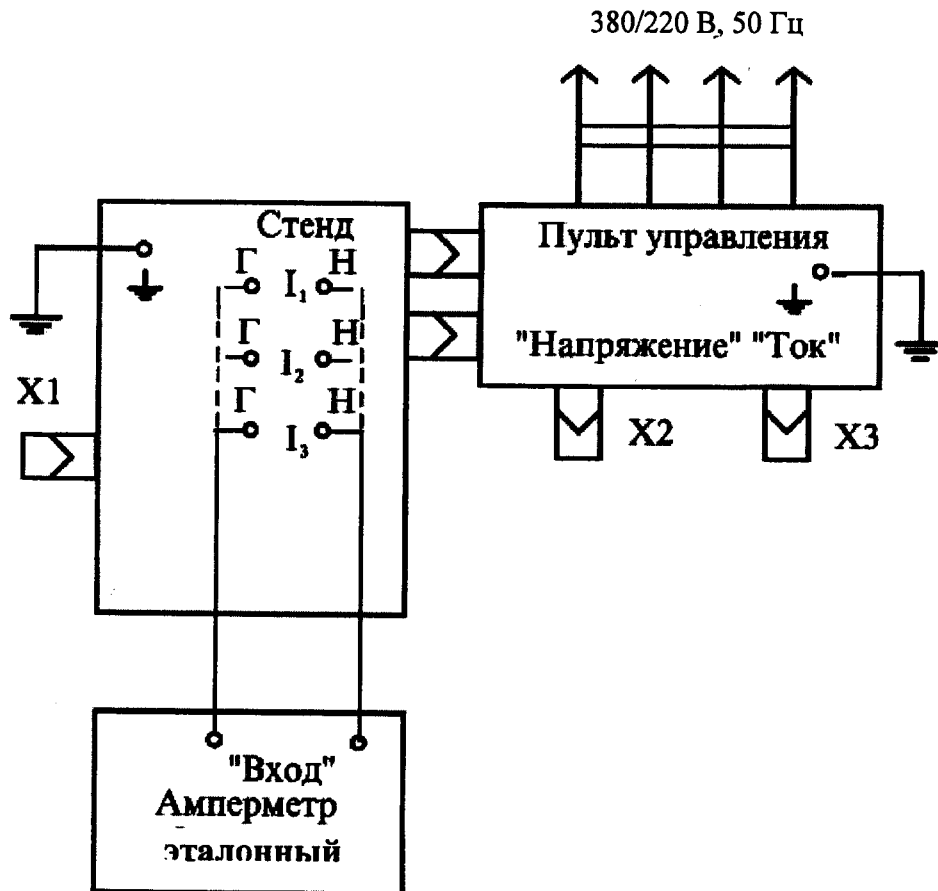 380/220 В, 50 Гц
Стенд
Пульт управления
Г I₁ Н
Г I₂ Н
Г I₃ Н
"Напряжение" "Ток"
X1
X2
X3
"Вход"
Амперметр
эталонный